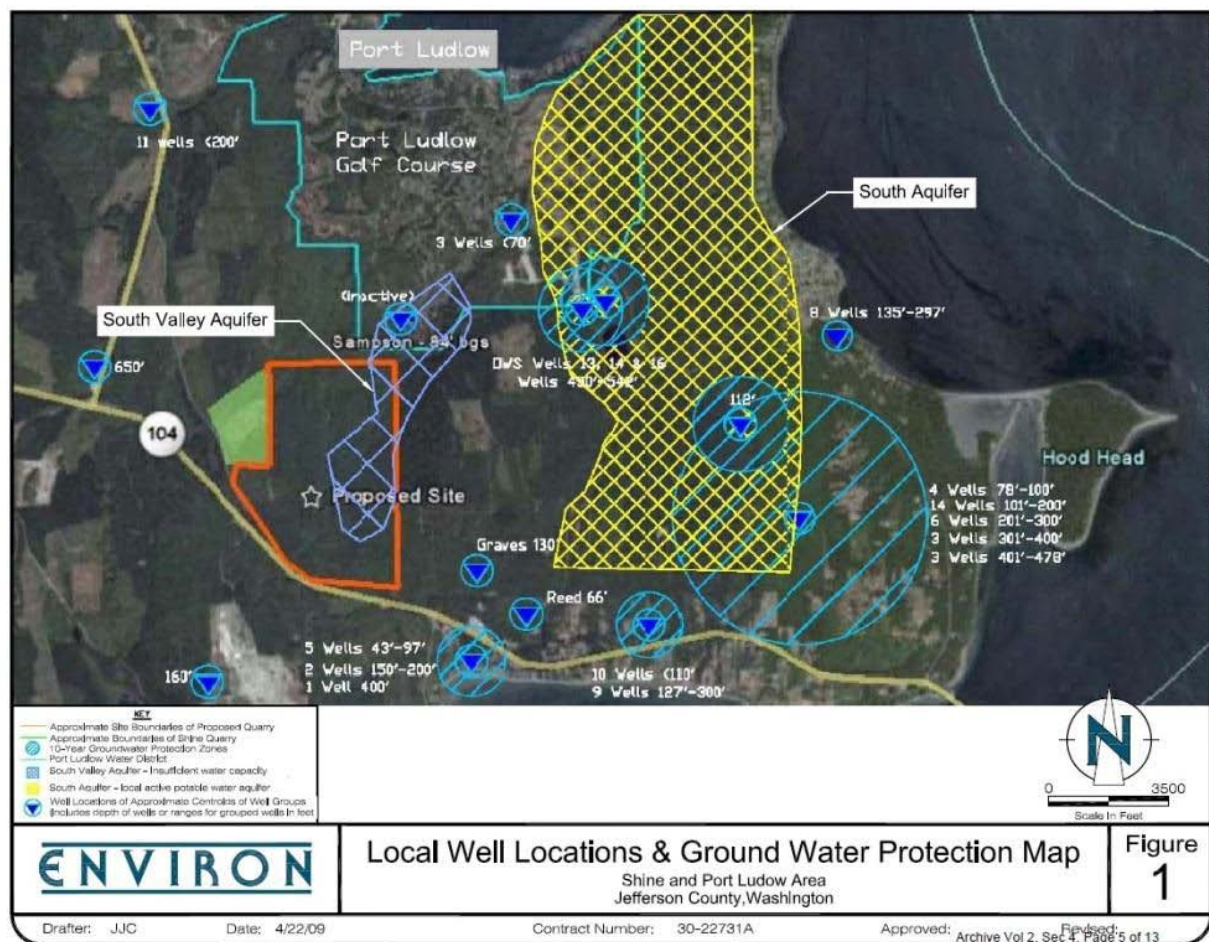 Port Ludlow
Port Ludlow
Golf Course
11 wells <200'
South Aquifer
3 Wells <70'
(Inactive)
South Valley Aquifer
Sampson - 84' bgs
8 Wells 135'-297'
650'
OWS Wells 13, 14 & 16
Wells 490'-542'
112'
104
Hood Head
Proposed Site
4 Wells 78'-100'
14 Wells 101'-200'
6 Wells 201'-300'
3 Wells 301'-400'
3 Wells 401'-478'
Graves 130'
Reed 66'
5 Wells 43'-97'
2 Wells 150'-200'
1 Well 400'
160'
10 Wells <110'
9 Wells 127'-300'
KEY
Approximate Site Boundaries of Proposed Quarry
Approximate Boundaries of Shine Quarry
10-Year Groundwater Protection Zones
Port Ludlow Water District
South Valley Aquifer - Insufficient water capacity
South Aquifer - local active potable water aquifer
Well Locations of Approximate Centroids of Well Groups
(includes depth of wells or ranges for grouped wells in feet
N
0 3500
Scale In Feet
ENVIRON
Local Well Locations & Ground Water Protection Map
Shine and Port Ludow Area
Jefferson County,Washington
Figure
1
Drafter: JJC Date: 4/22/09 Contract Number: 30-22731A Approved: Revised:
Archive Vol 2, Sec 4, Page 5 of 13